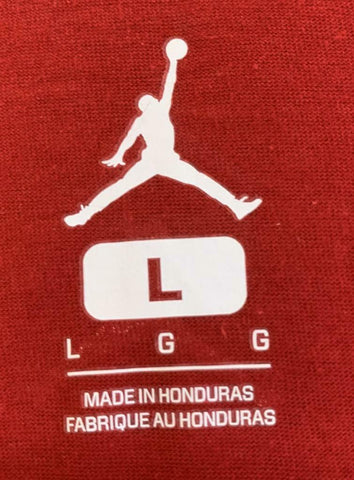 L
L G G
MADE IN HONDURAS
FABRIQUE AU HONDURAS